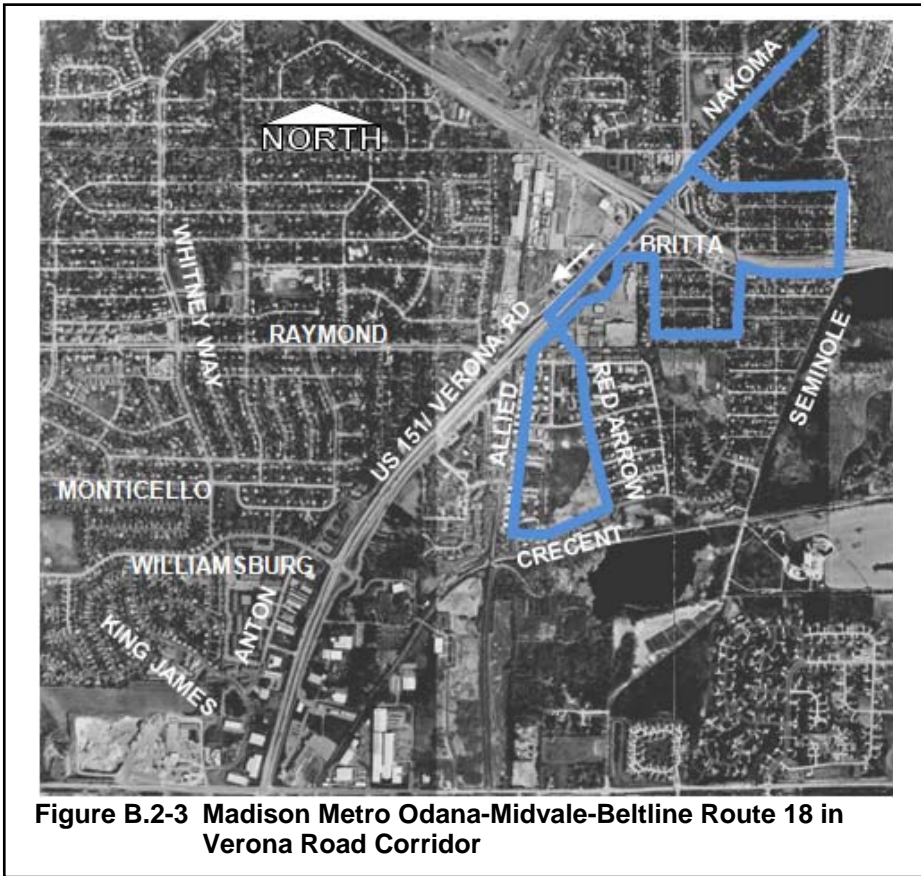 NAKOMA
NORTH
BRITTA
WHITNEY WAY
RAYMOND
US 151/ VERONA RD
SEMINOLE
ALLIED
RED ARROW
MONTICELLO
CRECENT
WILLIAMSBURG
ANTON
KING JAMES
Figure B.2-3 Madison Metro Odana-Midvale-Beltline Route 18 in
Verona Road Corridor